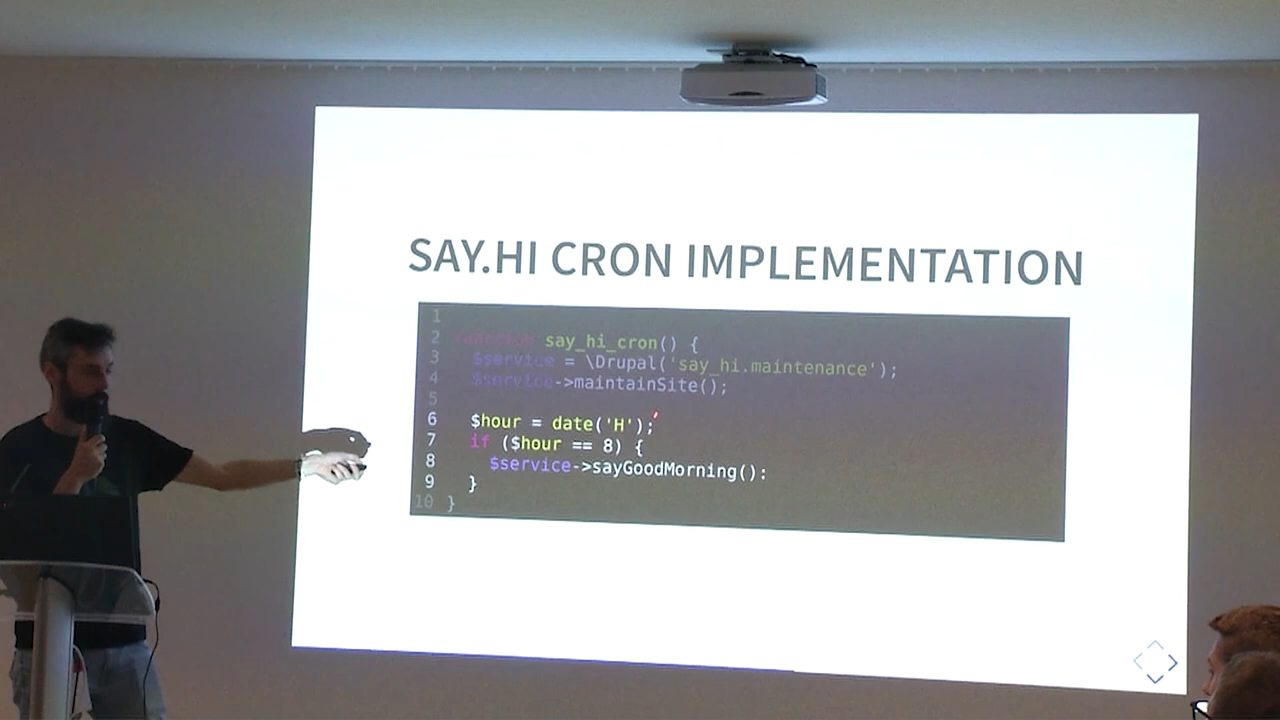 SAY.HI CRON IMPLEMENTATION
1
2 function say_hi_cron() {
3 $service = \Drupal('say_hi.maintenance');
4 $service->maintainSite();
5
6 $hour = date('H');
7 if ($hour == 8) {
8 $service->sayGoodMorning():
9 }
10 }